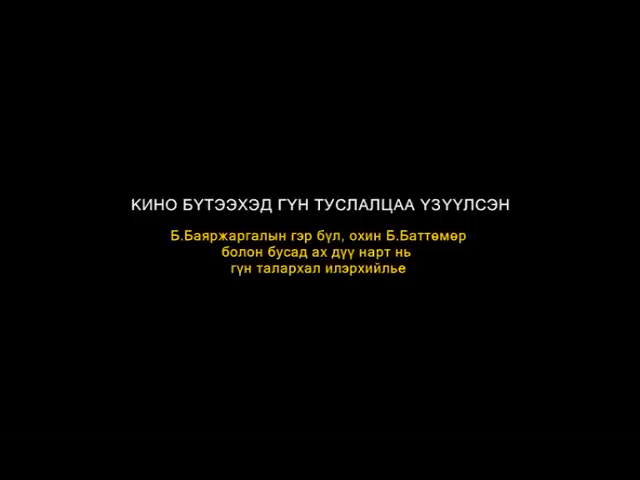 КИНО БҮТЭЭХЭД ГҮН ТУСЛАЛЦАА ҮЗҮҮЛСЭН
Б.Баяржаргалын гэр бүл, охин Б.Баттөмөр
болон бусад ах дүү нарт нь
гүн талархал илэрхийлье